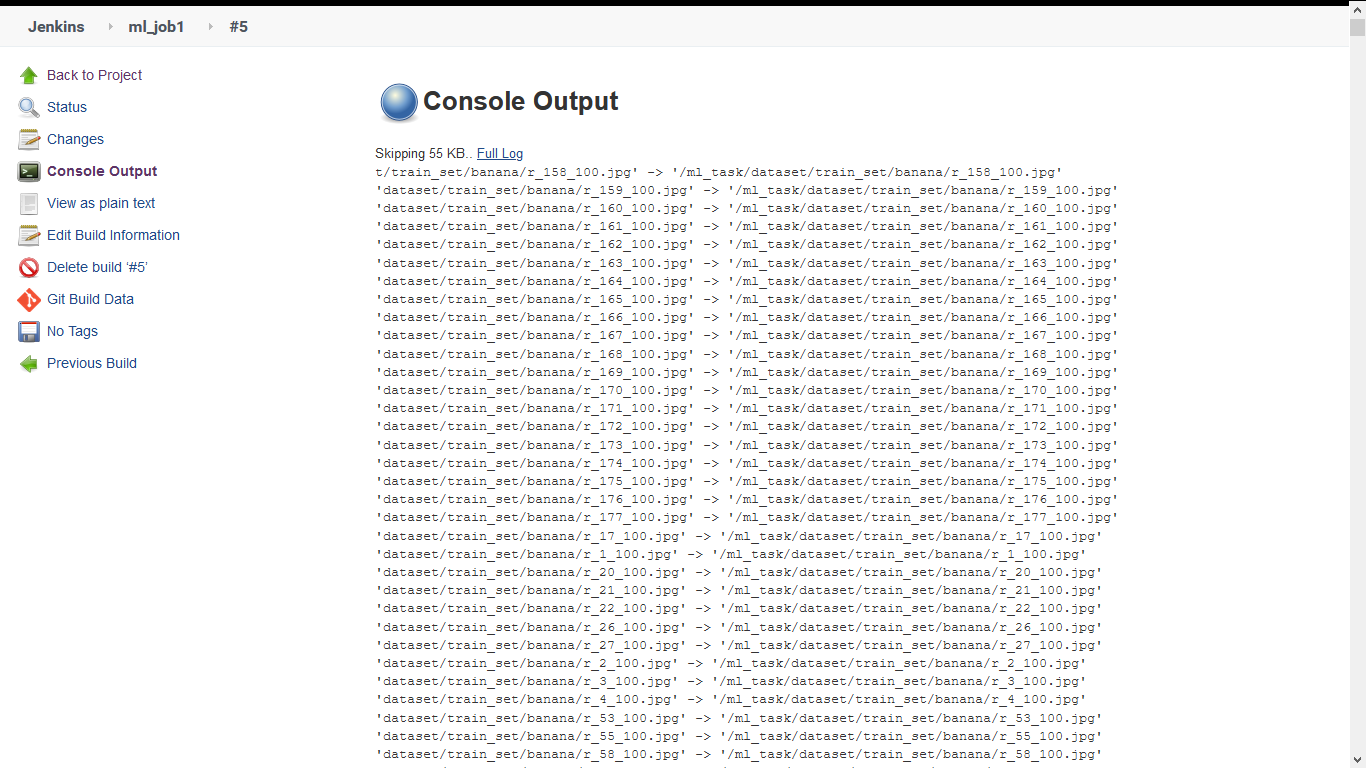 Jenkins ml_job1 #5
Back to Project
Status
Changes
Console Output
View as plain text
Edit Build Information
Delete build ‘#5’
Git Build Data
No Tags
Previous Build
Console Output
Skipping 55 KB.. Full Log
t/train_set/banana/r_158_100.jpg' -> '/ml_task/dataset/train_set/banana/r_158_100.jpg'
'dataset/train_set/banana/r_159_100.jpg' -> '/ml_task/dataset/train_set/banana/r_159_100.jpg'
'dataset/train_set/banana/r_160_100.jpg' -> '/ml_task/dataset/train_set/banana/r_160_100.jpg'
'dataset/train_set/banana/r_161_100.jpg' -> '/ml_task/dataset/train_set/banana/r_161_100.jpg'
'dataset/train_set/banana/r_162_100.jpg' -> '/ml_task/dataset/train_set/banana/r_162_100.jpg'
'dataset/train_set/banana/r_163_100.jpg' -> '/ml_task/dataset/train_set/banana/r_163_100.jpg'
'dataset/train_set/banana/r_164_100.jpg' -> '/ml_task/dataset/train_set/banana/r_164_100.jpg'
'dataset/train_set/banana/r_165_100.jpg' -> '/ml_task/dataset/train_set/banana/r_165_100.jpg'
'dataset/train_set/banana/r_166_100.jpg' -> '/ml_task/dataset/train_set/banana/r_166_100.jpg'
'dataset/train_set/banana/r_167_100.jpg' -> '/ml_task/dataset/train_set/banana/r_167_100.jpg'
'dataset/train_set/banana/r_168_100.jpg' -> '/ml_task/dataset/train_set/banana/r_168_100.jpg'
'dataset/train_set/banana/r_169_100.jpg' -> '/ml_task/dataset/train_set/banana/r_169_100.jpg'
'dataset/train_set/banana/r_170_100.jpg' -> '/ml_task/dataset/train_set/banana/r_170_100.jpg'
'dataset/train_set/banana/r_171_100.jpg' -> '/ml_task/dataset/train_set/banana/r_171_100.jpg'
'dataset/train_set/banana/r_172_100.jpg' -> '/ml_task/dataset/train_set/banana/r_172_100.jpg'
'dataset/train_set/banana/r_173_100.jpg' -> '/ml_task/dataset/train_set/banana/r_173_100.jpg'
'dataset/train_set/banana/r_174_100.jpg' -> '/ml_task/dataset/train_set/banana/r_174_100.jpg'
'dataset/train_set/banana/r_175_100.jpg' -> '/ml_task/dataset/train_set/banana/r_175_100.jpg'
'dataset/train_set/banana/r_176_100.jpg' -> '/ml_task/dataset/train_set/banana/r_176_100.jpg'
'dataset/train_set/banana/r_177_100.jpg' -> '/ml_task/dataset/train_set/banana/r_177_100.jpg'
'dataset/train_set/banana/r_17_100.jpg' -> '/ml_task/dataset/train_set/banana/r_17_100.jpg'
'dataset/train_set/banana/r_1_100.jpg' -> '/ml_task/dataset/train_set/banana/r_1_100.jpg'
'dataset/train_set/banana/r_20_100.jpg' -> '/ml_task/dataset/train_set/banana/r_20_100.jpg'
'dataset/train_set/banana/r_21_100.jpg' -> '/ml_task/dataset/train_set/banana/r_21_100.jpg'
'dataset/train_set/banana/r_22_100.jpg' -> '/ml_task/dataset/train_set/banana/r_22_100.jpg'
'dataset/train_set/banana/r_26_100.jpg' -> '/ml_task/dataset/train_set/banana/r_26_100.jpg'
'dataset/train_set/banana/r_27_100.jpg' -> '/ml_task/dataset/train_set/banana/r_27_100.jpg'
'dataset/train_set/banana/r_2_100.jpg' -> '/ml_task/dataset/train_set/banana/r_2_100.jpg'
'dataset/train_set/banana/r_3_100.jpg' -> '/ml_task/dataset/train_set/banana/r_3_100.jpg'
'dataset/train_set/banana/r_4_100.jpg' -> '/ml_task/dataset/train_set/banana/r_4_100.jpg'
'dataset/train_set/banana/r_53_100.jpg' -> '/ml_task/dataset/train_set/banana/r_53_100.jpg'
'dataset/train_set/banana/r_55_100.jpg' -> '/ml_task/dataset/train_set/banana/r_55_100.jpg'
'dataset/train_set/banana/r_58_100.jpg' -> '/ml_task/dataset/train_set/banana/r_58_100.jpg'